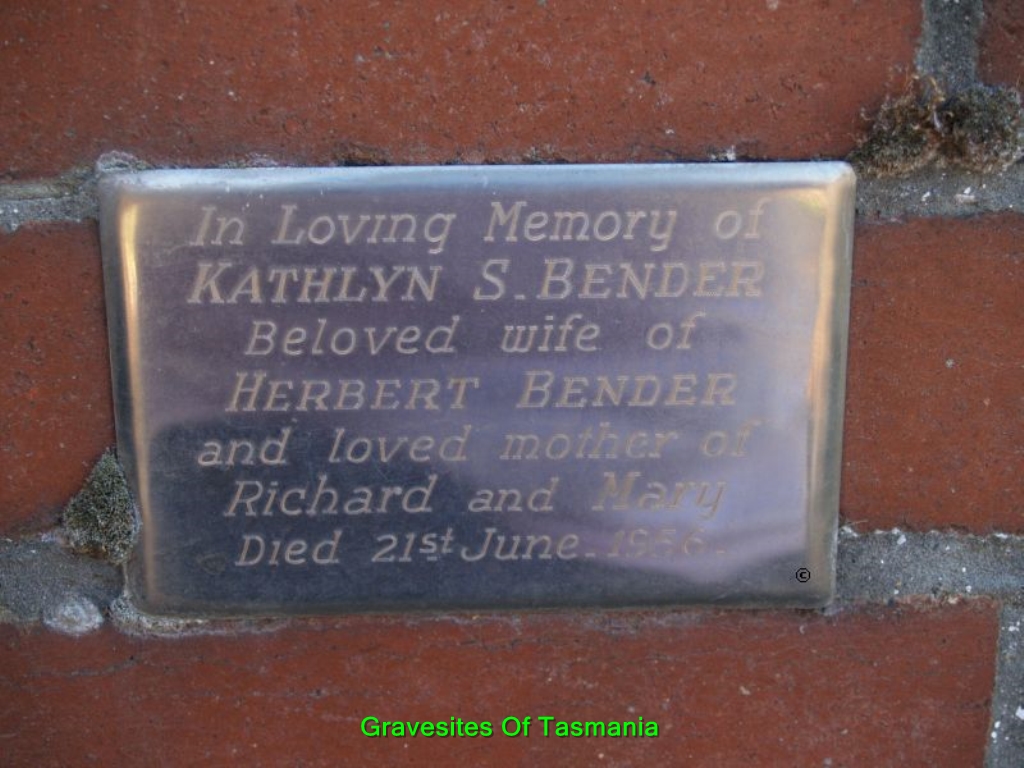 In Loving Memory of
KATHLYN S. BENDER
Beloved wife of
HERBERT BENDER
and loved mother of
Richard and Mary
Died 21st June. 1956.
©
Gravesites Of Tasmania